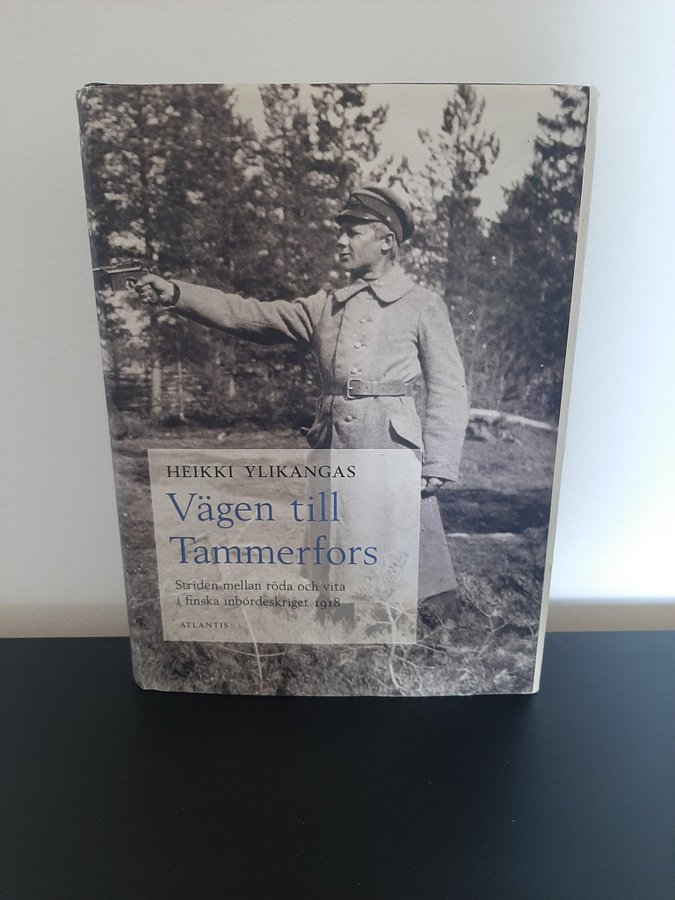 HEIKKI YLIKANGAS
Vägen till
Tammerfors
Striden mellan röda och vita
i finska inbördeskriget 1918
ATLANTIS